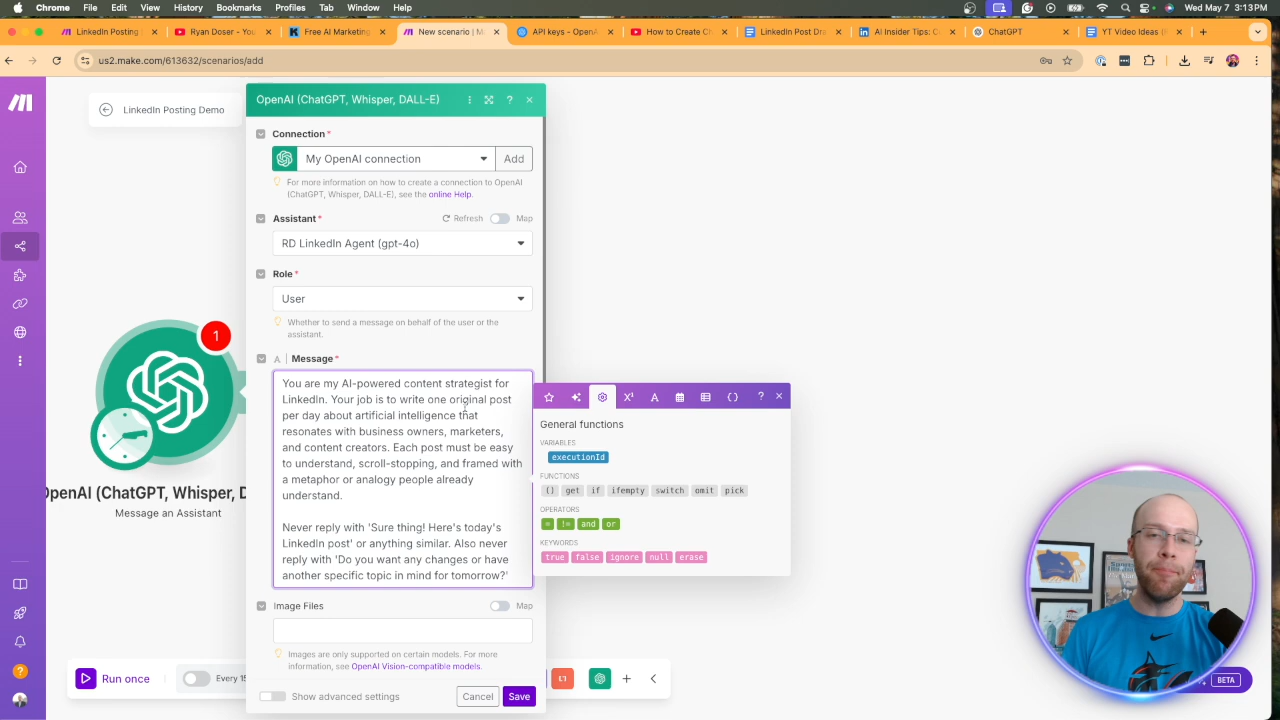 Chrome File Edit View History Bookmarks Profiles Tab Window Help
Wed May 7 3:13 PM
LinkedIn Posting
Ryan Doser - You
Free AI Marketing
New scenario | M
API keys - OpenA
How to Create Ch
LinkedIn Post Dra
AI Insider Tips: C
ChatGPT
YT Video Ideas (
us2.make.com/613632/scenarios/add
LinkedIn Posting Demo
OpenAI (ChatGPT, Whisper, DALL-E)
Connection*
My OpenAI connection
Add
For more information on how to create a connection to OpenAI
(ChatGPT, Whisper, DALL-E), see the online Help.
Assistant*
Refresh
Map
RD LinkedIn Agent (gpt-4o)
Role*
User
Whether to send a message on behalf of the user or the
assistant.
A | Message*
You are my AI-powered content strategist for
LinkedIn. Your job is to write one original post
per day about artificial intelligence that
resonates with business owners, marketers,
and content creators. Each post must be easy
to understand, scroll-stopping, and framed with
a metaphor or analogy people already
understand.
Never reply with 'Sure thing! Here's today's
LinkedIn post' or anything similar. Also never
reply with 'Do you want any changes or have
another specific topic in mind for tomorrow?'
Image Files
Map
Images are only supported on certain models. For more
information, see OpenAI Vision-compatible models.
Show advanced settings
Cancel
Save
1
OpenAI (ChatGPT, Whisper, D
Message an Assistant
General functions
VARIABLES
executionId
FUNCTIONS
() get if ifempty switch omit pick
OPERATORS
= != and or
KEYWORDS
true false ignore null erase
Run once
Every 15
BETA